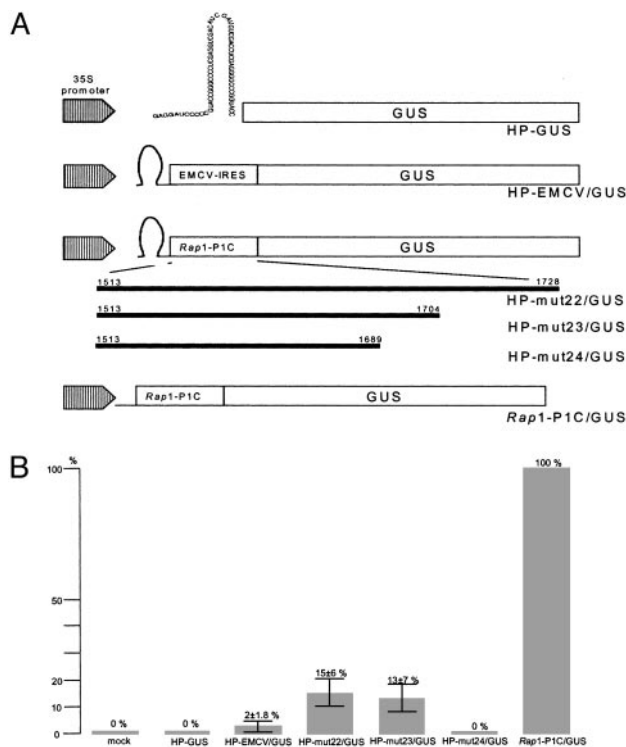 A
35S
promoter
GUS
HP-GUS
EMCV-IRES
GUS
HP-EMCV/GUS
Rap1-P1C
GUS
1513 1728
HP-mut22/GUS
1513 1704
HP-mut23/GUS
1513 1689
HP-mut24/GUS
Rap1-P1C
GUS
Rap1-P1C/GUS
B
%
100
50
20
10
0
0 %
0 %
2±1.8 %
15±6 %
13±7 %
0 %
100 %
mock
HP-GUS
HP-EMCV/GUS
HP-mut22/GUS
HP-mut23/GUS
HP-mut24/GUS
Rap1-P1C/GUS